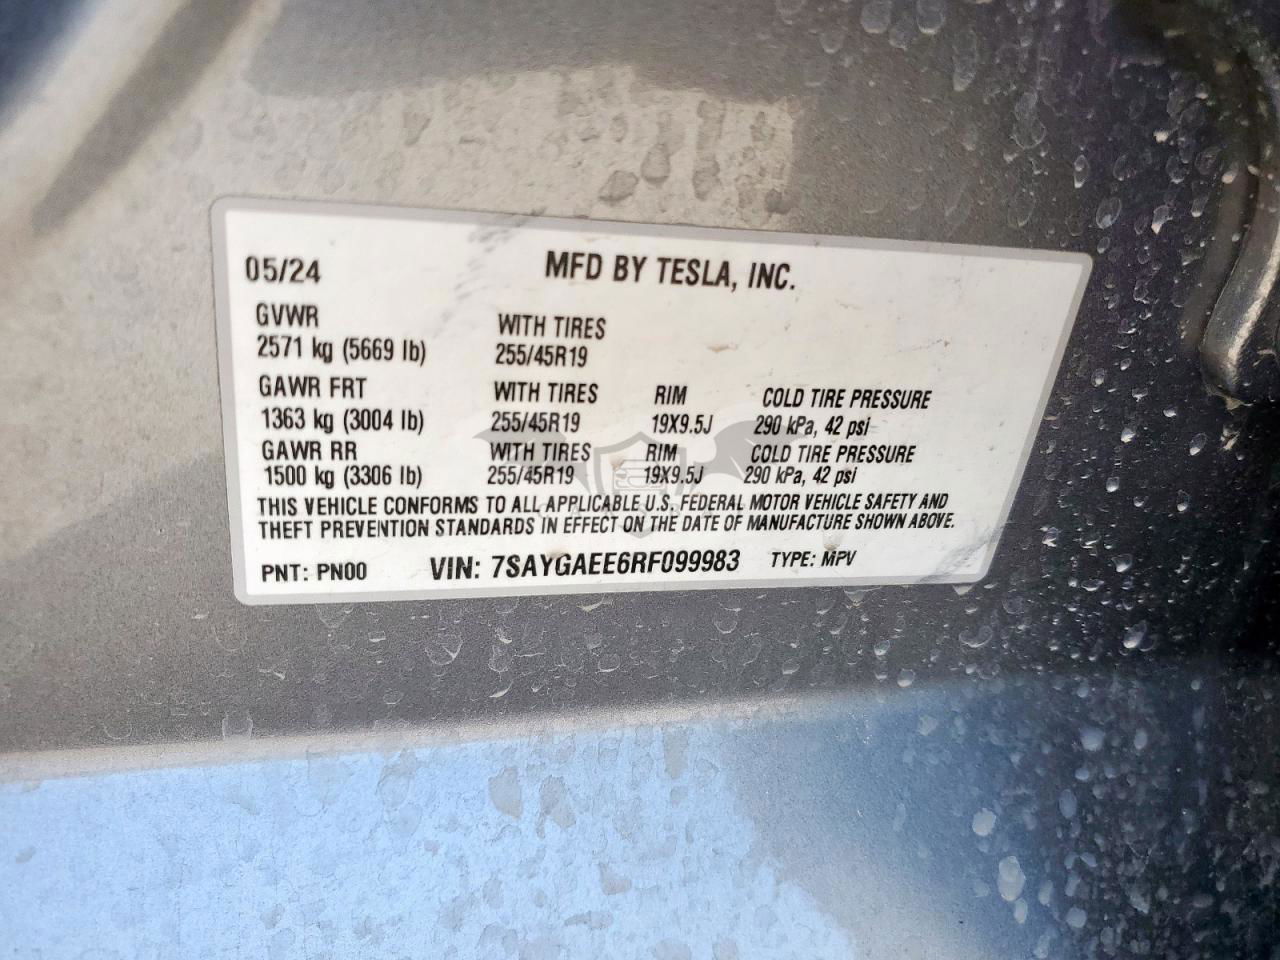 05/24 MFD BY TESLA, INC.
GVWR WITH TIRES
2571 kg (5669 lb) 255/45R19
GAWR FRT WITH TIRES RIM COLD TIRE PRESSURE
1363 kg (3004 lb) 255/45R19 19X9.5J 290 kPa, 42 psi
GAWR RR WITH TIRES RIM COLD TIRE PRESSURE
1500 kg (3306 lb) 255/45R19 19X9.5J 290 kPa, 42 psi
THIS VEHICLE CONFORMS TO ALL APPLICABLE U.S. FEDERAL MOTOR VEHICLE SAFETY AND
THEFT PREVENTION STANDARDS IN EFFECT ON THE DATE OF MANUFACTURE SHOWN ABOVE.
PNT: PN00 VIN: 7SAYGAEE6RF099983 TYPE: MPV